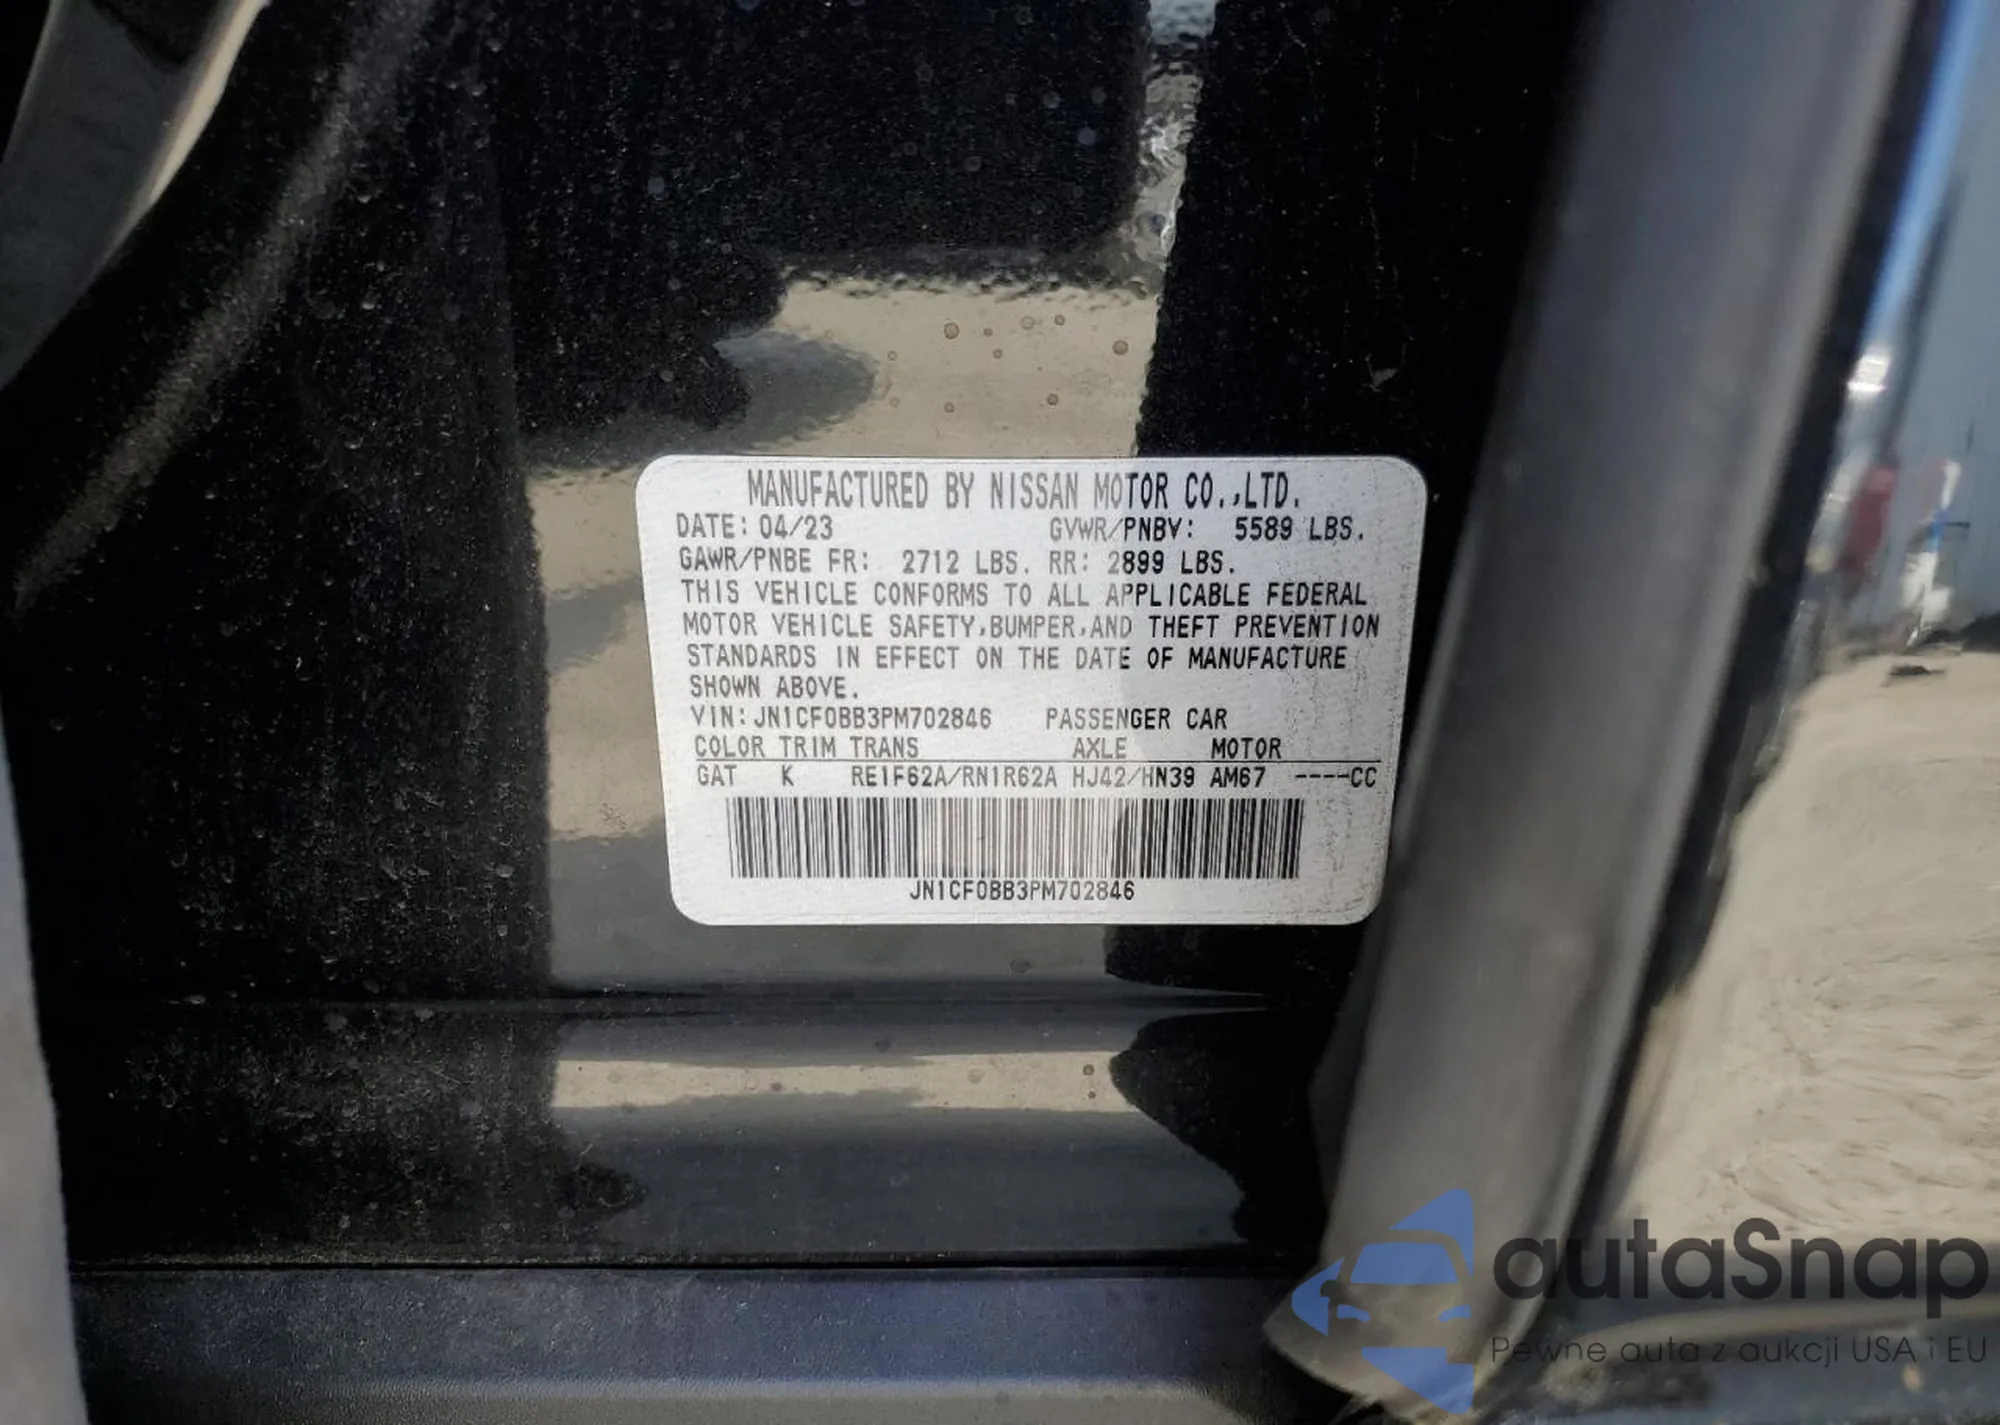 MANUFACTURED BY NISSAN MOTOR CO.,LTD.
DATE: 04/23 GVWR/PNBV: 5589 LBS.
GAWR/PNBE FR: 2712 LBS. RR: 2899 LBS.
THIS VEHICLE CONFORMS TO ALL APPLICABLE FEDERAL
MOTOR VEHICLE SAFETY,BUMPER,AND THEFT PREVENTION
STANDARDS IN EFFECT ON THE DATE OF MANUFACTURE
SHOWN ABOVE.
VIN: JN1CF0BB3PM702846 PASSENGER CAR
COLOR TRIM TRANS AXLE MOTOR
GAT K RE1F62A/RN1R62A HJ42/HN39 AM67 ----CC
JN1CF0BB3PM702846
autaSnap
Pewne auta z aukcji USA i EU